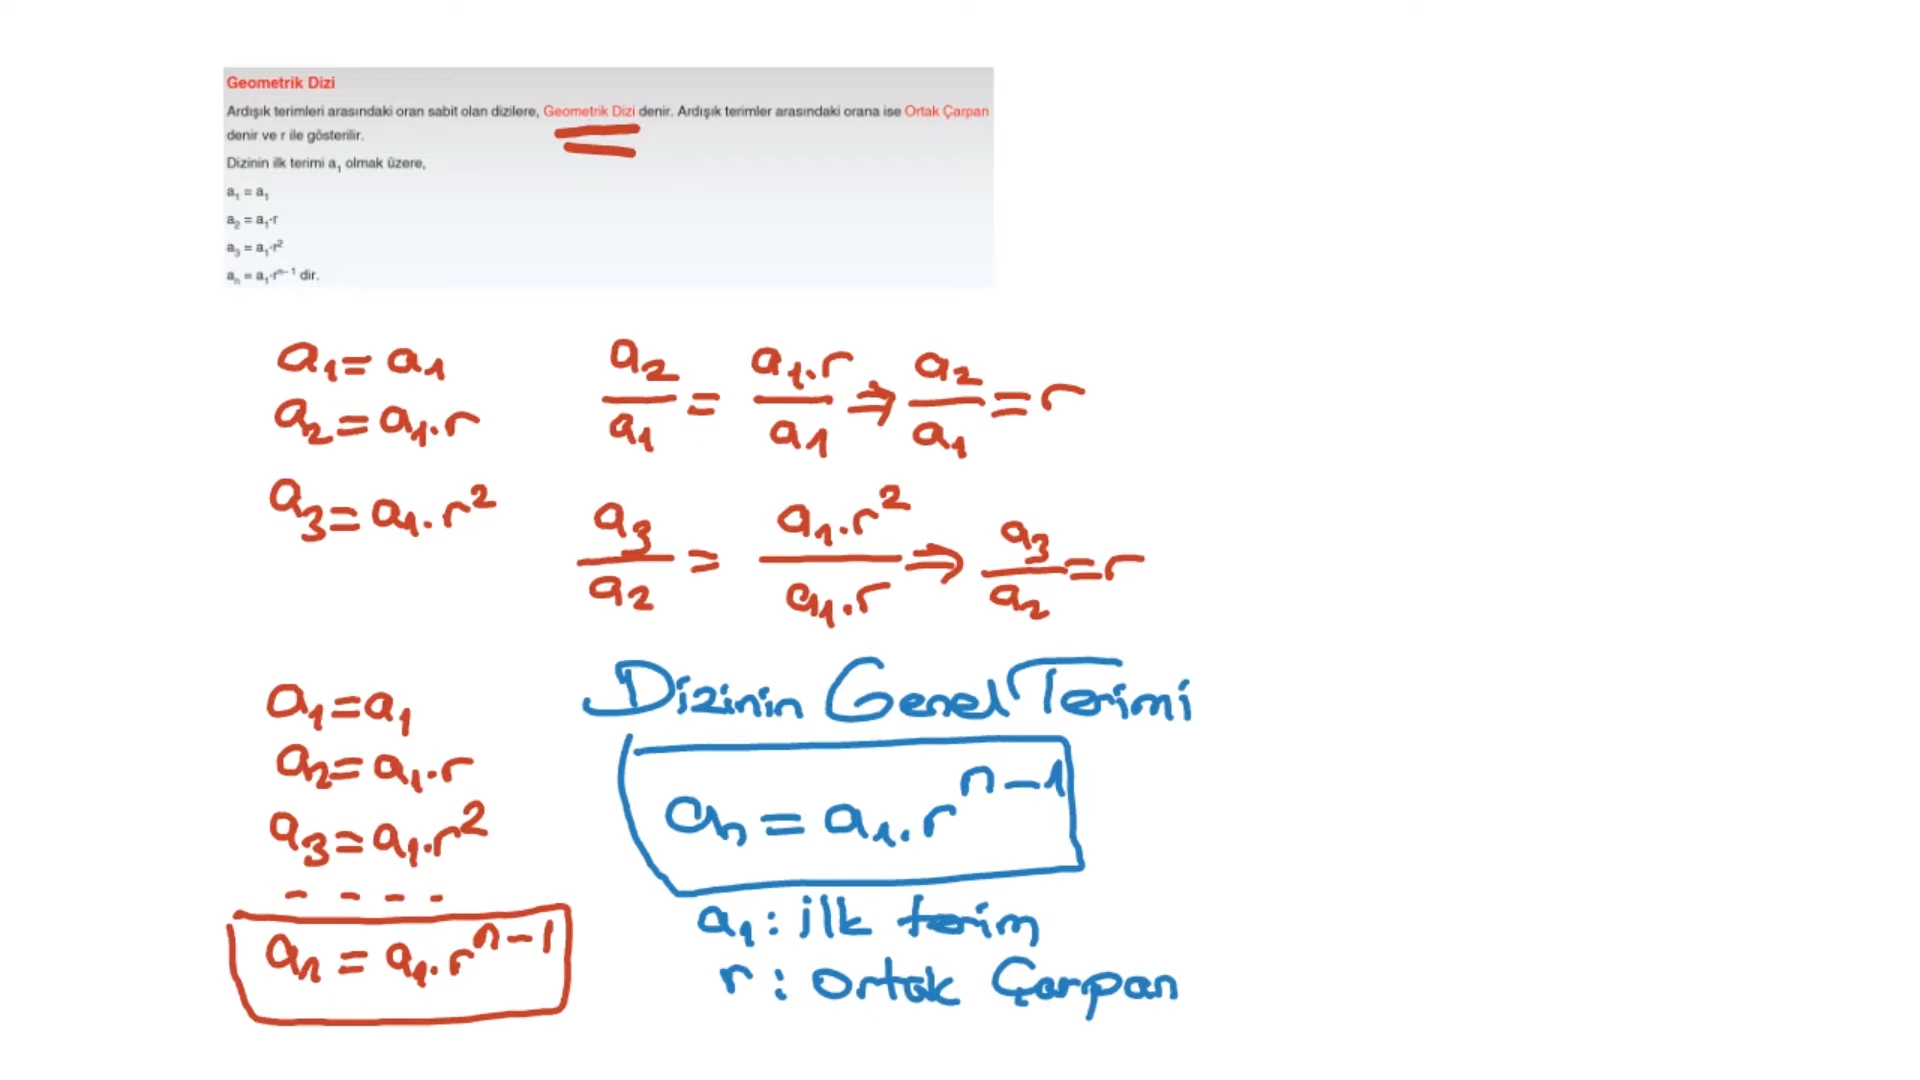 Geometrik Dizi
Ardışık terimleri arasındaki oran sabit olan dizilere, Geometrik Dizi denir. Ardışık terimler arasındaki orana ise Ortak Çarpan
denir ve r ile gösterilir.
Dizinin ilk terimi a₁ olmak üzere,
a₁ = a₁
a₂ = a₁·r
a₃ = a₁·r²
aₙ = a₁·rⁿ⁻¹ dir.
a₁ = a₁
a₂ = a₁.r
a₃ = a₁.r²
a₂/a₁ = a₁.r/a₁ ⇒ a₂/a₁ = r
a₃/a₂ = a₁.r²/a₁.r ⇒ a₃/a₂ = r
a₁ = a₁
a₂ = a₁.r
a₃ = a₁.r²
- - - -
aₙ = a₁.rⁿ⁻¹
Dizinin Genel Terimi
aₙ = a₁.rⁿ⁻¹
a₁ : ilk terim
r : Ortak Çarpan